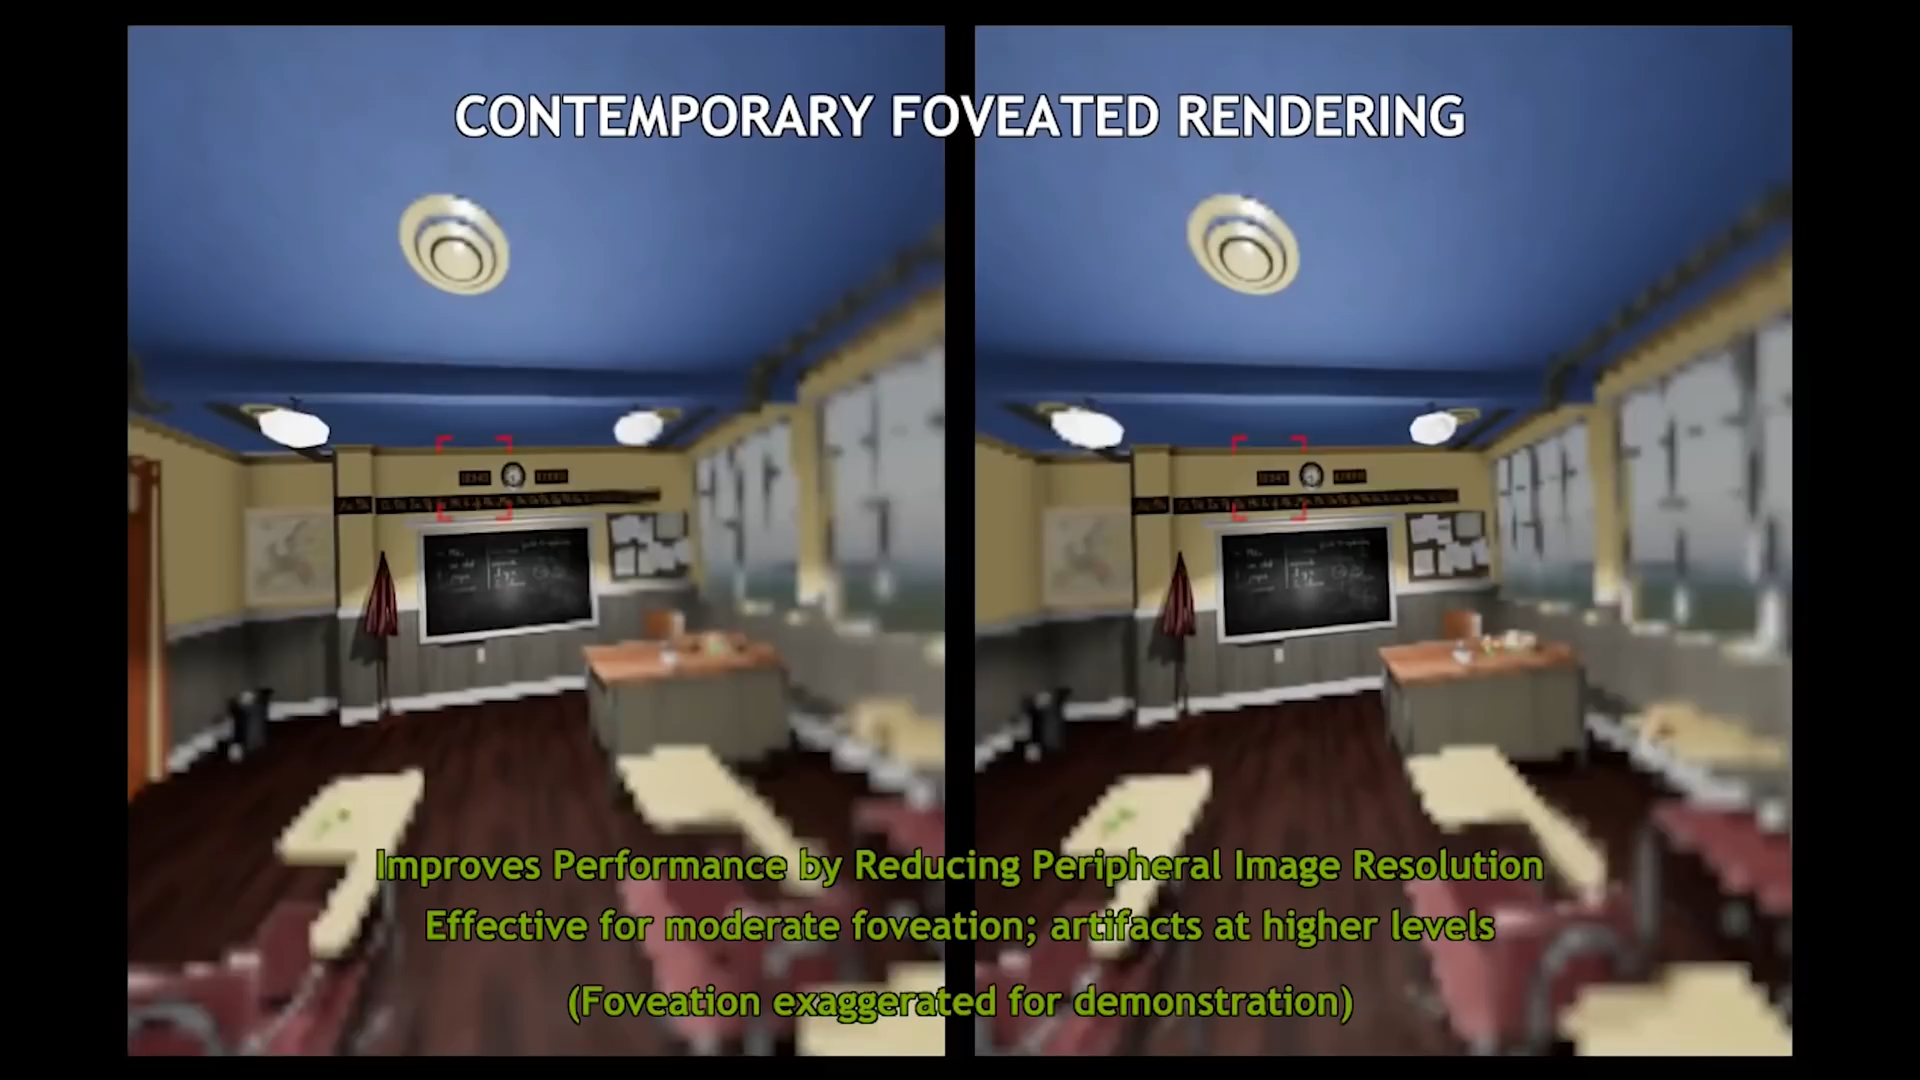 CONTEMPORARY FOVEATED RENDERING
Improves Performance by Reducing Peripheral Image Resolution
Effective for moderate foveation; artifacts at higher levels
(Foveation exaggerated for demonstration)